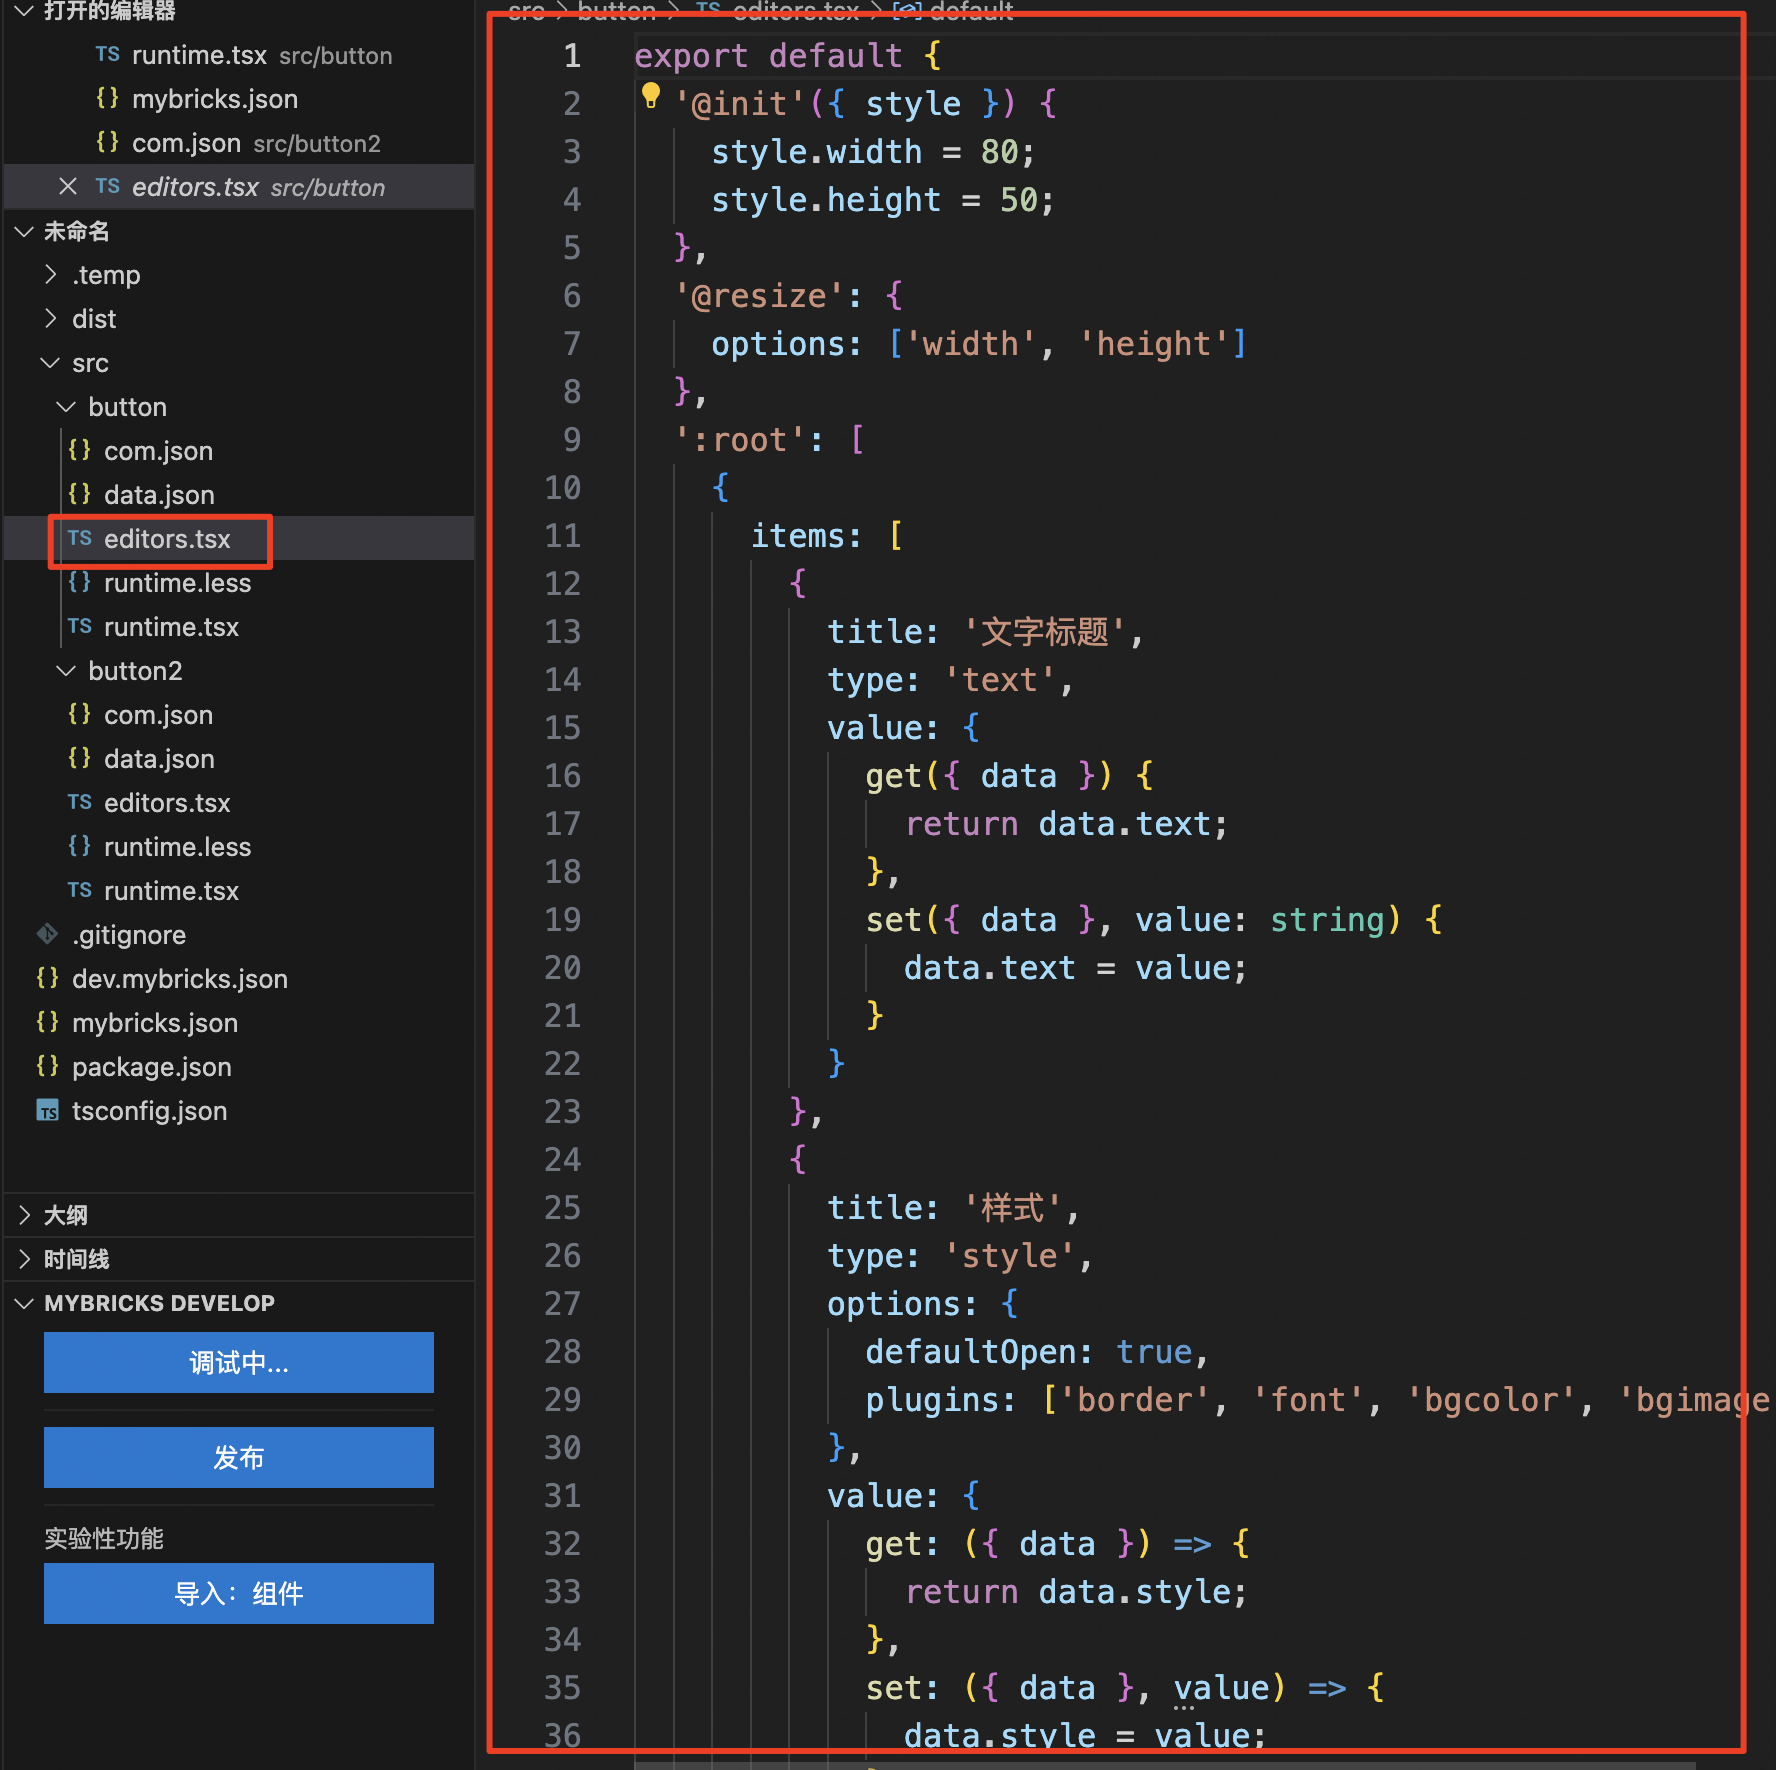 打开的编辑器
TS runtime.tsx src/button
{} mybricks.json
{} com.json src/button2
TS editors.tsx src/button
未命名
.temp
dist
src
button
{} com.json
{} data.json
TS editors.tsx
{} runtime.less
TS runtime.tsx
button2
{} com.json
{} data.json
TS editors.tsx
{} runtime.less
TS runtime.tsx
.gitignore
{} dev.mybricks.json
{} mybricks.json
{} package.json
TS tsconfig.json
大纲
时间线
MYBRICKS DEVELOP
调试中...
发布
实验性功能
导入：组件
src > button > TS editors.tsx > default
1 export default {
2 '@init'({ style }) {
3 style.width = 80;
4 style.height = 50;
5 },
6 '@resize': {
7 options: ['width', 'height']
8 },
9 ':root': [
10 {
11 items: [
12 {
13 title: '文字标题',
14 type: 'text',
15 value: {
16 get({ data }) {
17 return data.text;
18 },
19 set({ data }, value: string) {
20 data.text = value;
21 }
22 }
23 },
24 {
25 title: '样式',
26 type: 'style',
27 options: {
28 defaultOpen: true,
29 plugins: ['border', 'font', 'bgcolor', 'bgimage
30 },
31 value: {
32 get: ({ data }) => {
33 return data.style;
34 },
35 set: ({ data }, value) => {
36 data.style = value;